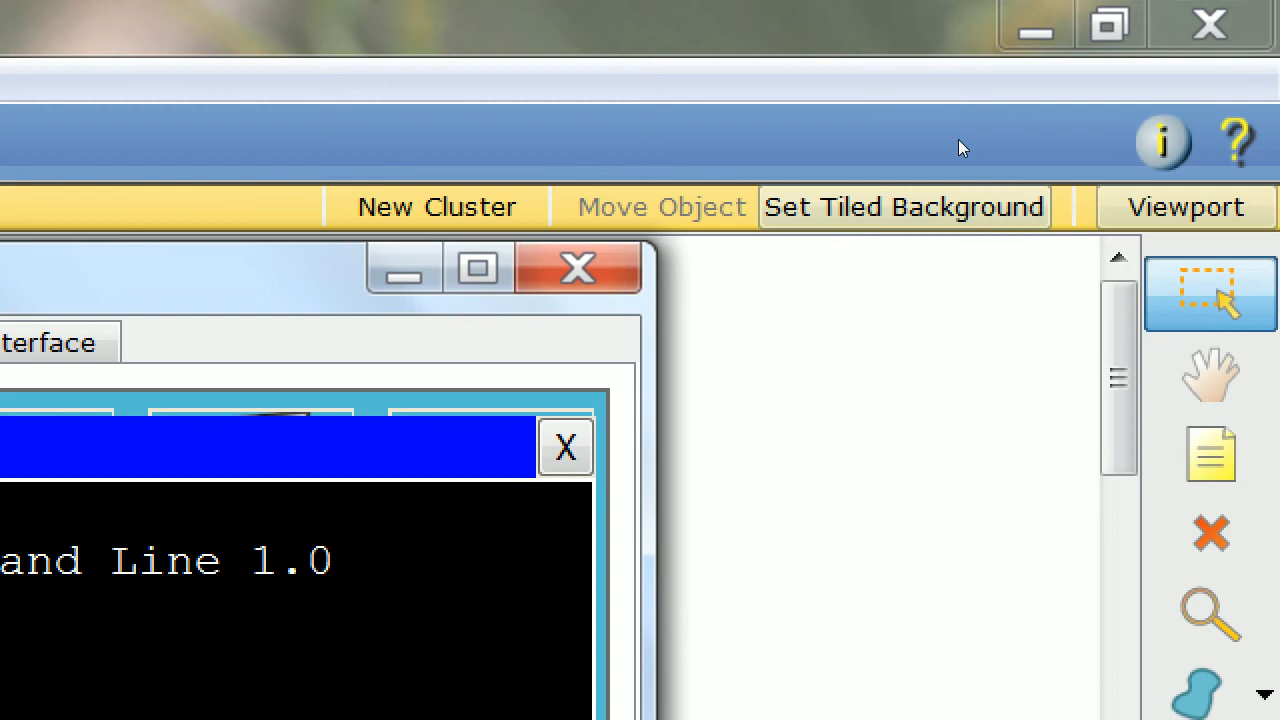 New Cluster Move Object Set Tiled Background Viewport
terface
X
and Line 1.0